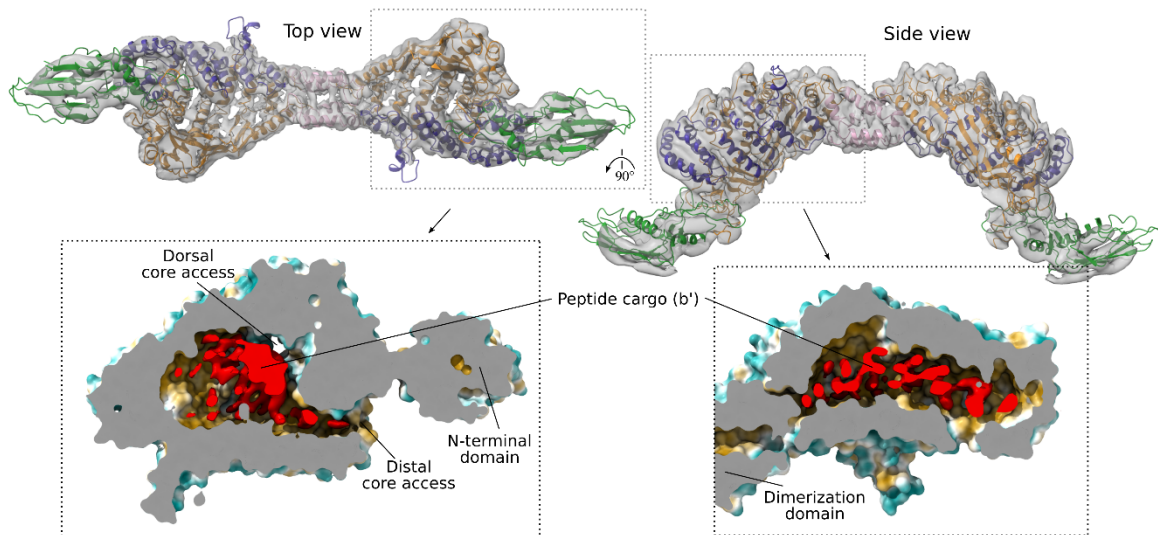 Top view
Side view
90°
Dorsal
core access
Peptide cargo (b')
N-terminal
domain
Distal
core access
Dimerization
domain